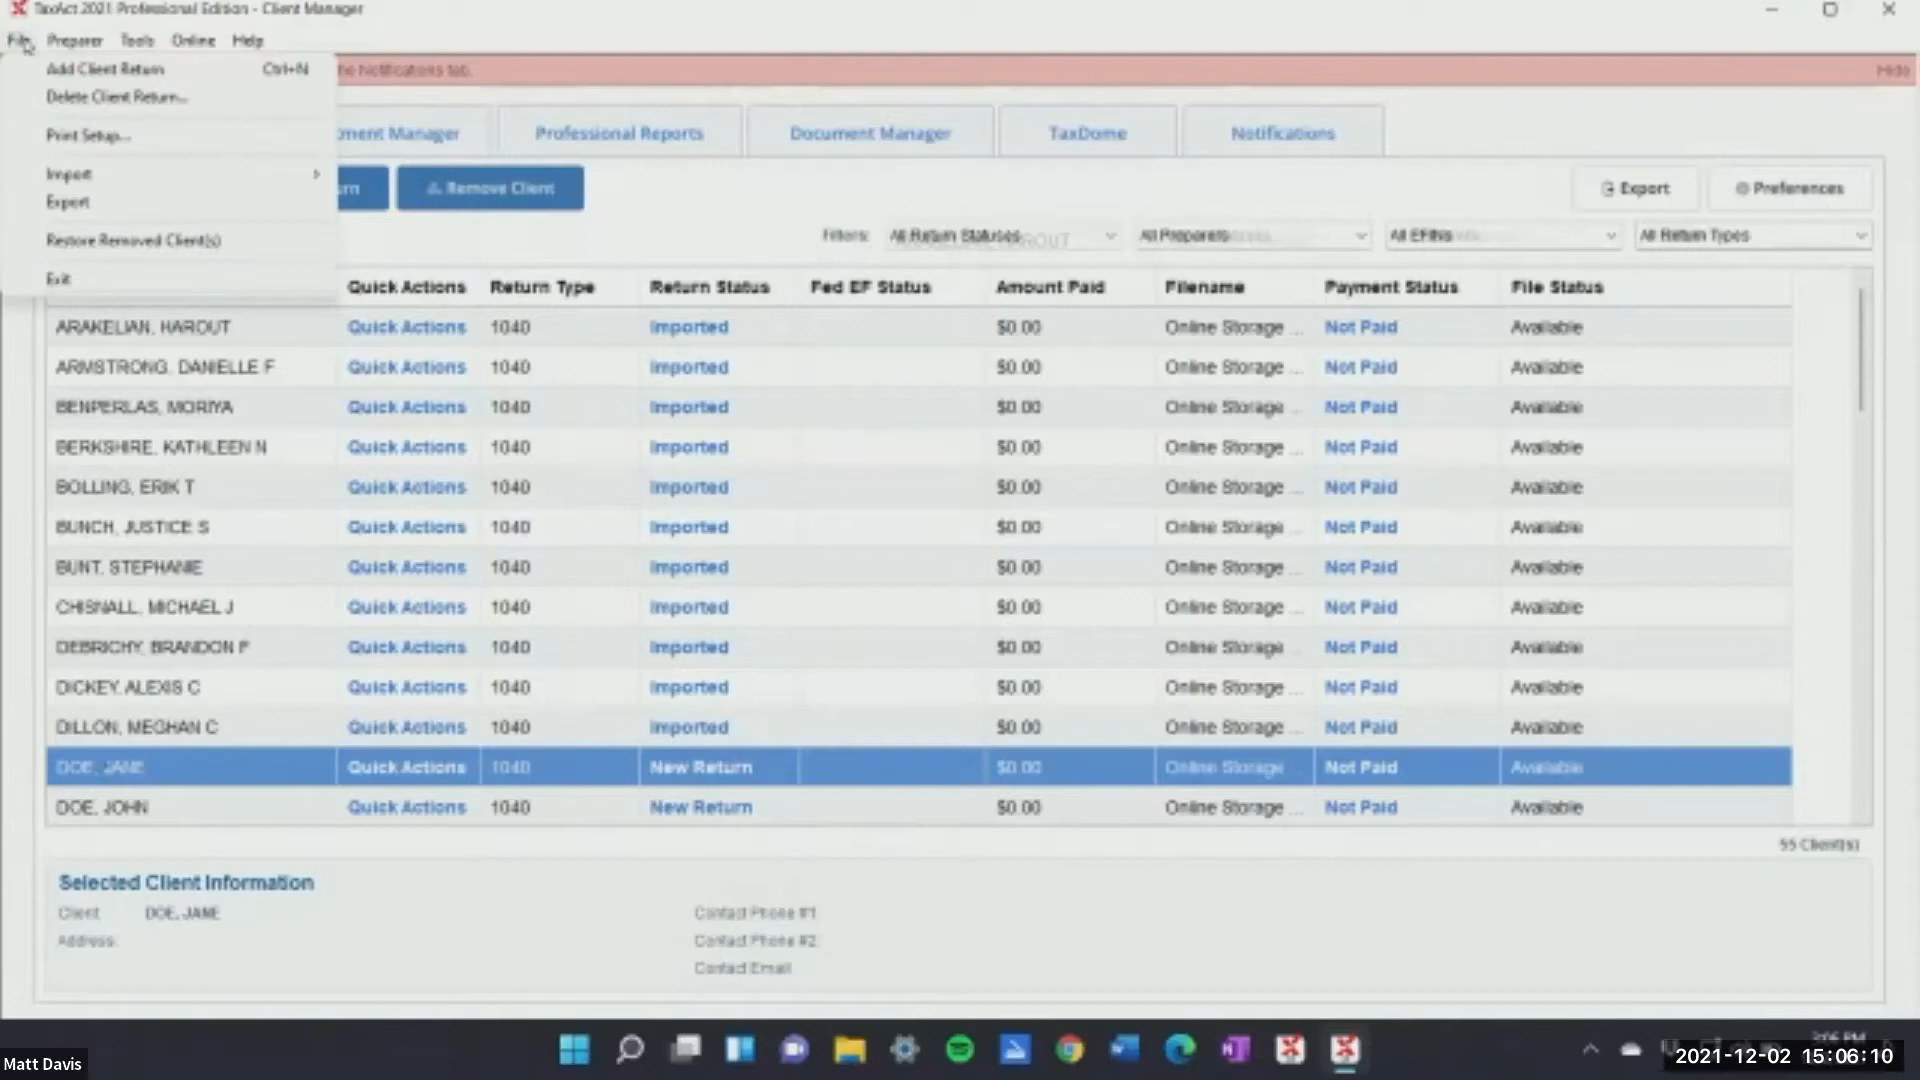 TaxAct 2021 Professional Edition - Client Manager
File Preparer Tools Online Help
Add Client Return Ctrl+N
Notifications tab. Hide
Delete Client Return...
Print Setup...
ment Manager Professional Reports Document Manager TaxDome Notifications
Import
Remove Client Export Preferences
Export
Restore Removed Client(s)
Filters: All Return Statuses All Preparers All EFINs All Return Types
Exit
Quick Actions Return Type Return Status Fed EF Status Amount Paid Filename Payment Status File Status
ARAKELIAN, HAROUT Quick Actions 1040 Imported $0.00 Online Storage ... Not Paid Available
ARMSTRONG, DANIELLE F Quick Actions 1040 Imported $0.00 Online Storage ... Not Paid Available
BENPERLAS, MORIYA Quick Actions 1040 Imported $0.00 Online Storage ... Not Paid Available
BERKSHIRE, KATHLEEN N Quick Actions 1040 Imported $0.00 Online Storage ... Not Paid Available
BOLLING, ERIK T Quick Actions 1040 Imported $0.00 Online Storage ... Not Paid Available
BUNCH, JUSTICE S Quick Actions 1040 Imported $0.00 Online Storage ... Not Paid Available
BUNT, STEPHANIE Quick Actions 1040 Imported $0.00 Online Storage ... Not Paid Available
CHISNALL, MICHAEL J Quick Actions 1040 Imported $0.00 Online Storage ... Not Paid Available
DEBRICHY, BRANDON P Quick Actions 1040 Imported $0.00 Online Storage ... Not Paid Available
DICKEY, ALEXIS C Quick Actions 1040 Imported $0.00 Online Storage ... Not Paid Available
DILLON, MEGHAN C Quick Actions 1040 Imported $0.00 Online Storage ... Not Paid Available
DOE, JANE Quick Actions 1040 New Return $0.00 Online Storage Not Paid Available
DOE, JOHN Quick Actions 1040 New Return $0.00 Online Storage ... Not Paid Available
55 Client(s)
Selected Client Information
Client DOE, JANE Contact Phone #1
Address: Contact Phone #2
Contact Email
3:06 PM
Matt Davis
2021-12-02 15:06:10